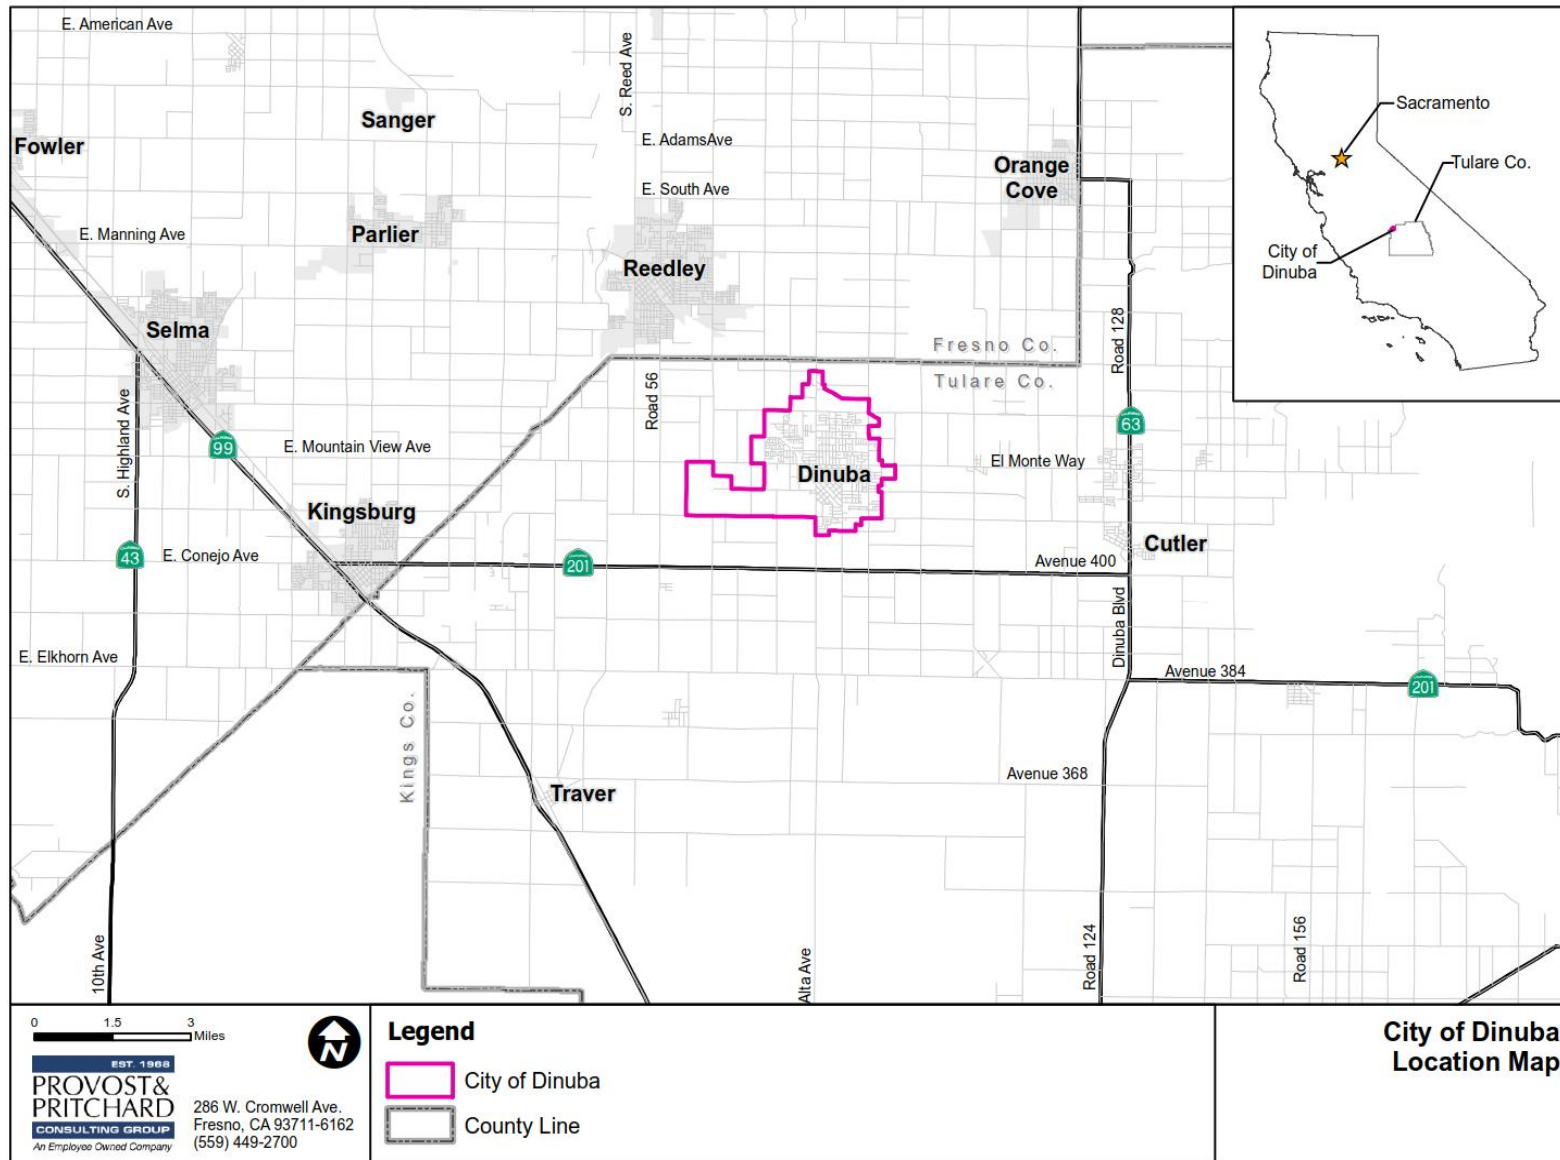 E. American Ave
S. Reed Ave
Sanger
Fowler
E. AdamsAve
Orange
Cove
E. South Ave
E. Manning Ave
Parlier
Reedley
Selma
Road 128
Fresno Co.
Tulare Co.
Road 56
S. Highland Ave
63
99
E. Mountain View Ave
El Monte Way
Dinuba
Kingsburg
43
E. Conejo Ave
201
Avenue 400
Cutler
Dinuba Blvd
E. Elkhorn Ave
Avenue 384
201
Kings Co.
Avenue 368
Traver
10th Ave
Alta Ave
Road 124
Road 156
Sacramento
Tulare Co.
City of
Dinuba
0 1.5 3
Miles
N
EST. 1968
PROVOST&
PRITCHARD
CONSULTING GROUP
An Employee Owned Company
286 W. Cromwell Ave.
Fresno, CA 93711-6162
(559) 449-2700
Legend
City of Dinuba
County Line
City of Dinuba
Location Map